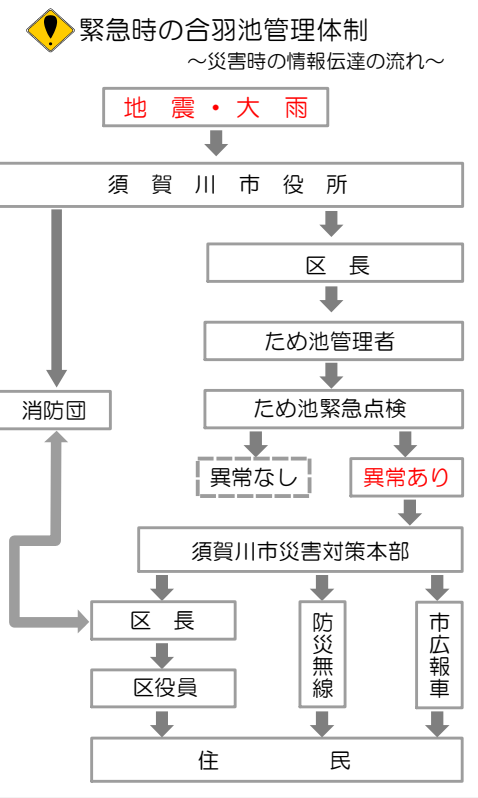 緊急時の合羽池管理体制
～災害時の情報伝達の流れ～
地 震・大 雨
須 賀 川 市 役 所
区 長
ため池管理者
消防団
ため池緊急点検
異常なし
異常あり
須賀川市災害対策本部
区 長
防災無線
市広報車
区役員
住 民